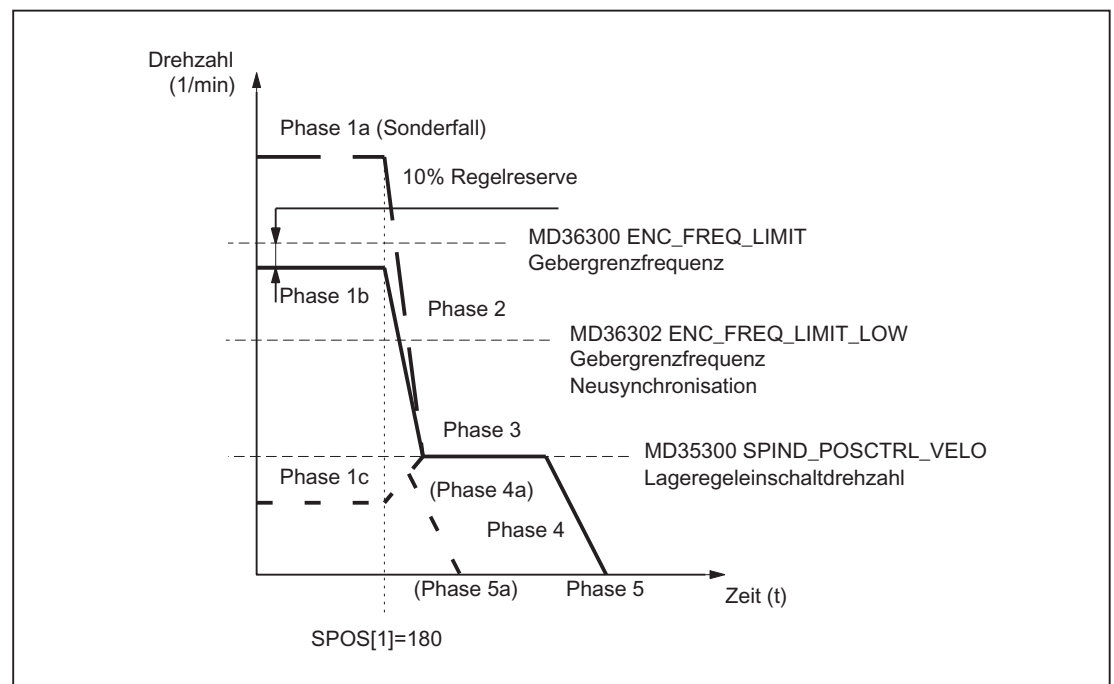 Drehzahl
(1/min)
Phase 1a (Sonderfall)
10% Regelreserve
MD36300 ENC_FREQ_LIMIT
Gebergrenzfrequenz
Phase 1b
Phase 2
MD36302 ENC_FREQ_LIMIT_LOW
Gebergrenzfrequenz
Neusynchronisation
Phase 3
MD35300 SPIND_POSCTRL_VELO
Lageregeleinschaltdrehzahl
Phase 1c
(Phase 4a)
Phase 4
(Phase 5a)
Phase 5
Zeit (t)
SPOS[1]=180